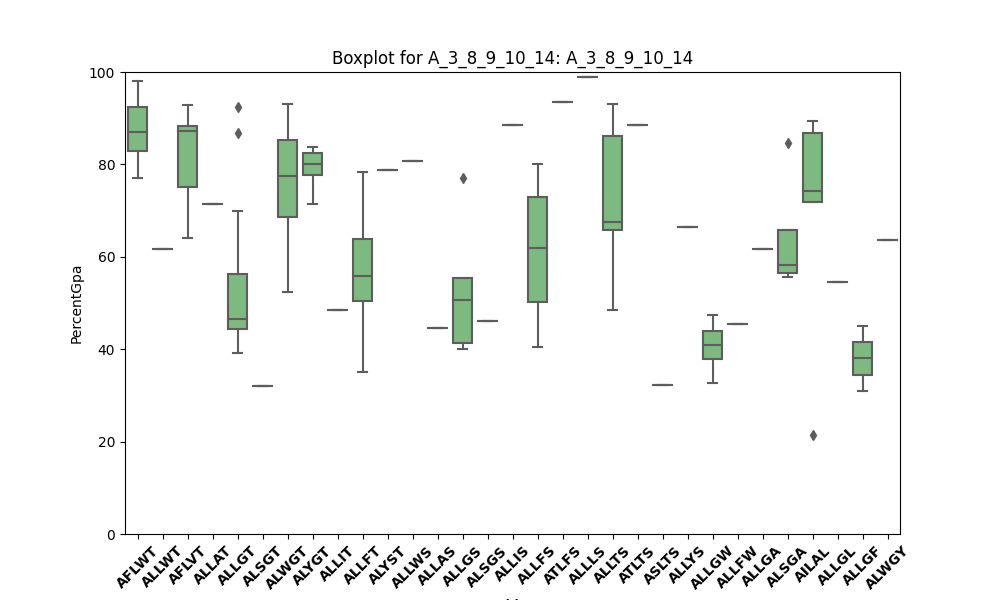 Boxplot for A_3_8_9_10_14: A_3_8_9_10_14
PercentGpa
100
80
60
40
20
0
AFLWT ALLWT AFLVT ALLAT ALLGT ALSGT ALWGT ALYGT ALLIT ALLFT ALYST ALLWS ALLAS ALLGS ALSGS ALLIS ALLFS ATLFS ALLLS ALLTS ATLTS ASLTS ALLYS ALLGW ALLFW ALLGA ALSGA AILAL ALLGL ALLGF ALWGY